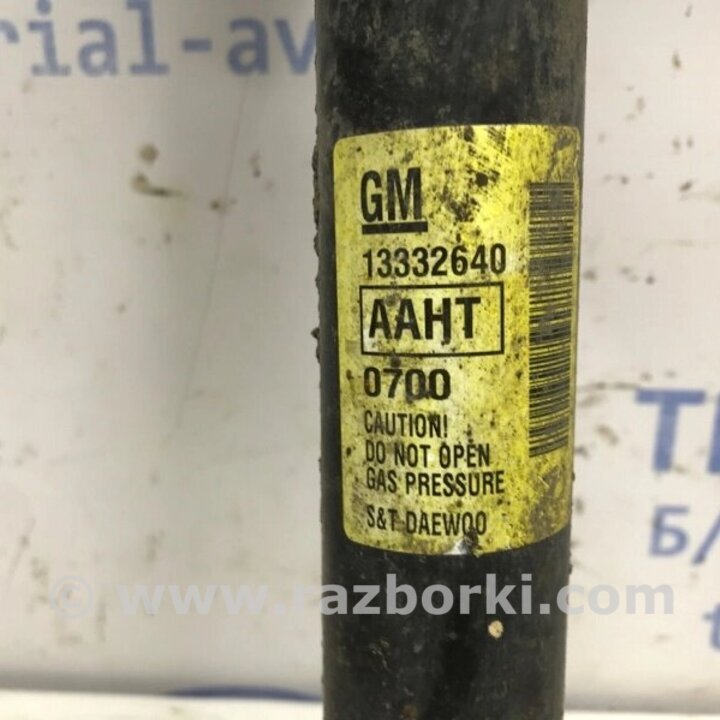 rial-av
GM
13332640
AAHT
0700
CAUTION!
DO NOT OPEN
GAS PRESSURE
S&T DAEWOO
Б/
© www.razborki.com